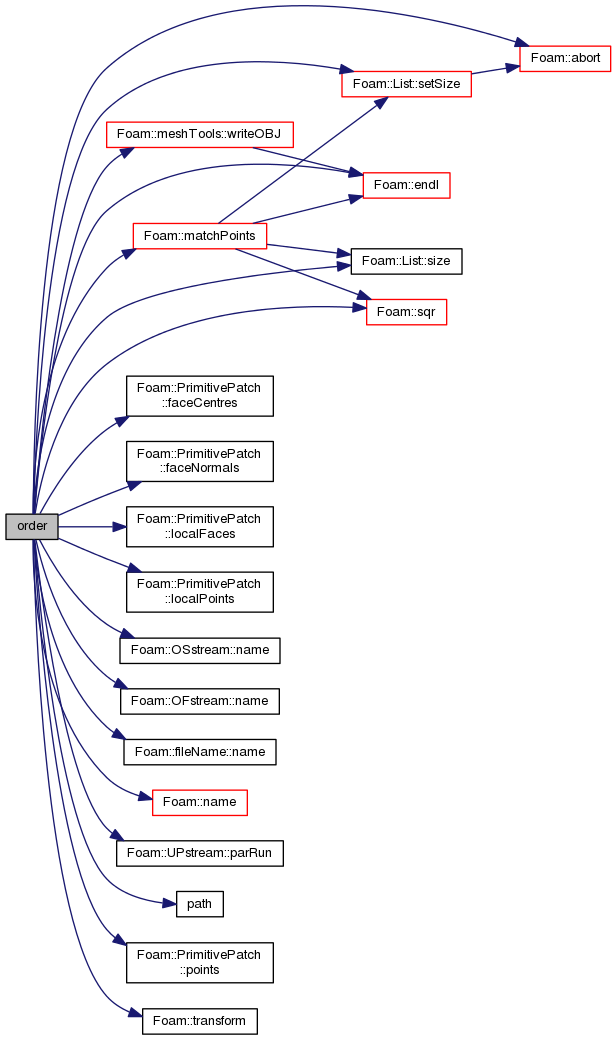 Foam::abort
Foam::List::setSize
Foam::meshTools::writeOBJ
Foam::endl
Foam::matchPoints
Foam::List::size
Foam::sqr
Foam::PrimitivePatch
::faceCentres
Foam::PrimitivePatch
::faceNormals
order
Foam::PrimitivePatch
::localFaces
Foam::PrimitivePatch
::localPoints
Foam::OSstream::name
Foam::OFstream::name
Foam::fileName::name
Foam::name
Foam::UPstream::parRun
path
Foam::PrimitivePatch
::points
Foam::transform